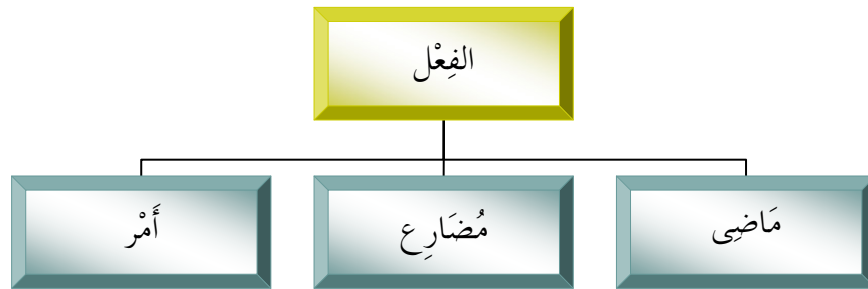 الفِعْل
مَاضِى
مُضَارِع
أَمْر